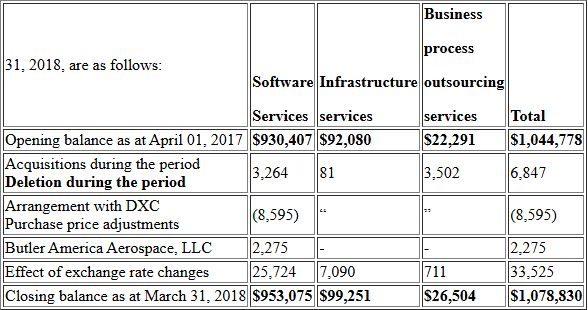 31, 2018, are as follows:
Software Services
Infrastructure services
Business process outsourcing services
Total
Opening balance as at April 01, 2017 $930,407 $92,080 $22,291 $1,044,778
Acquisitions during the period
Deletion during the period
3,264 81 3,502 6,847
Arrangement with DXC
Purchase price adjustments
(8,595) “ ” (8,595)
Butler America Aerospace, LLC 2,275 - - 2,275
Effect of exchange rate changes 25,724 7,090 711 33,525
Closing balance as at March 31, 2018 $953,075 $99,251 $26,504 $1,078,830